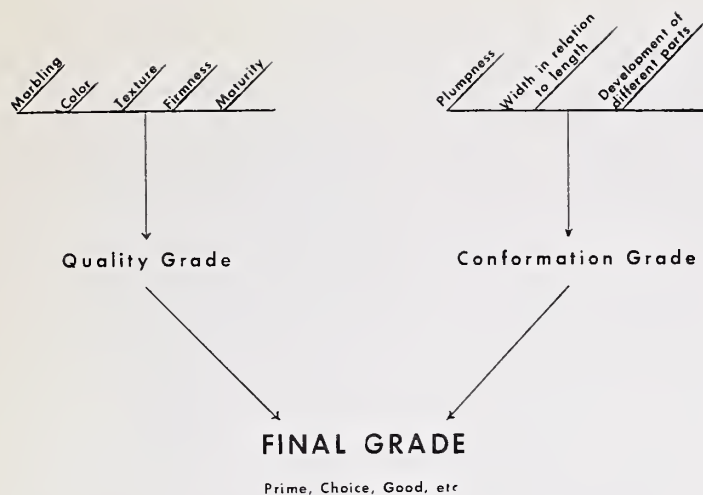 Marbling
Color
Texture
Firmness
Maturity
Plumpness
Width in relation
to length
Development of
different parts
Quality Grade
Conformation Grade
FINAL GRADE
Prime, Choice, Good, etc